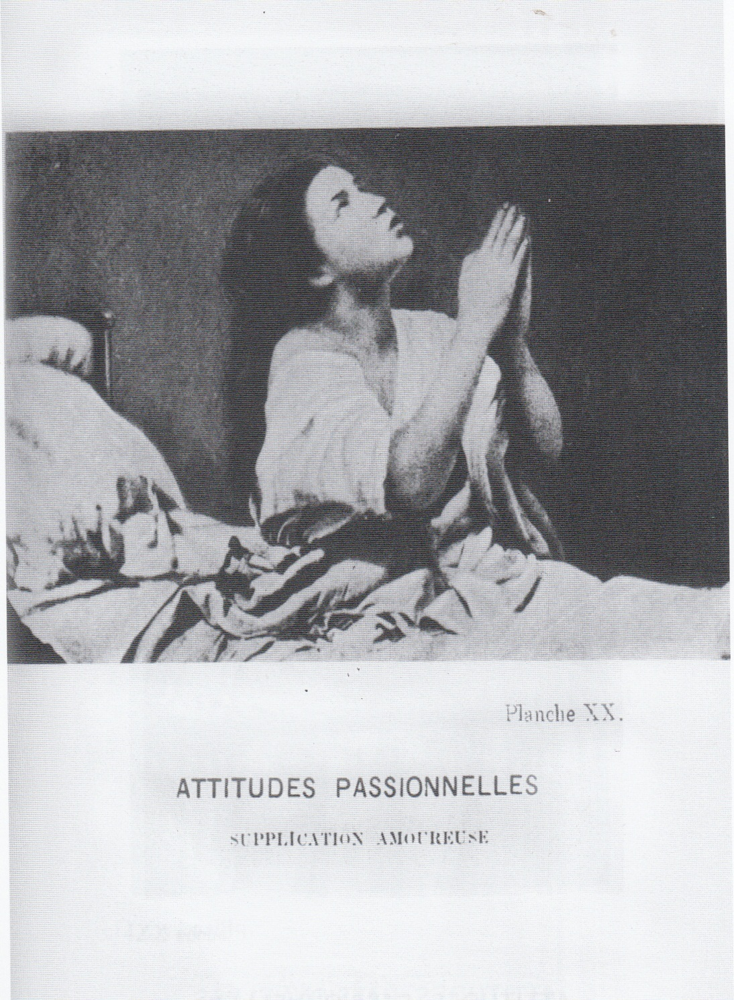 Planche XX.
ATTITUDES PASSIONNELLES
SUPPLICATION AMOUREUSE